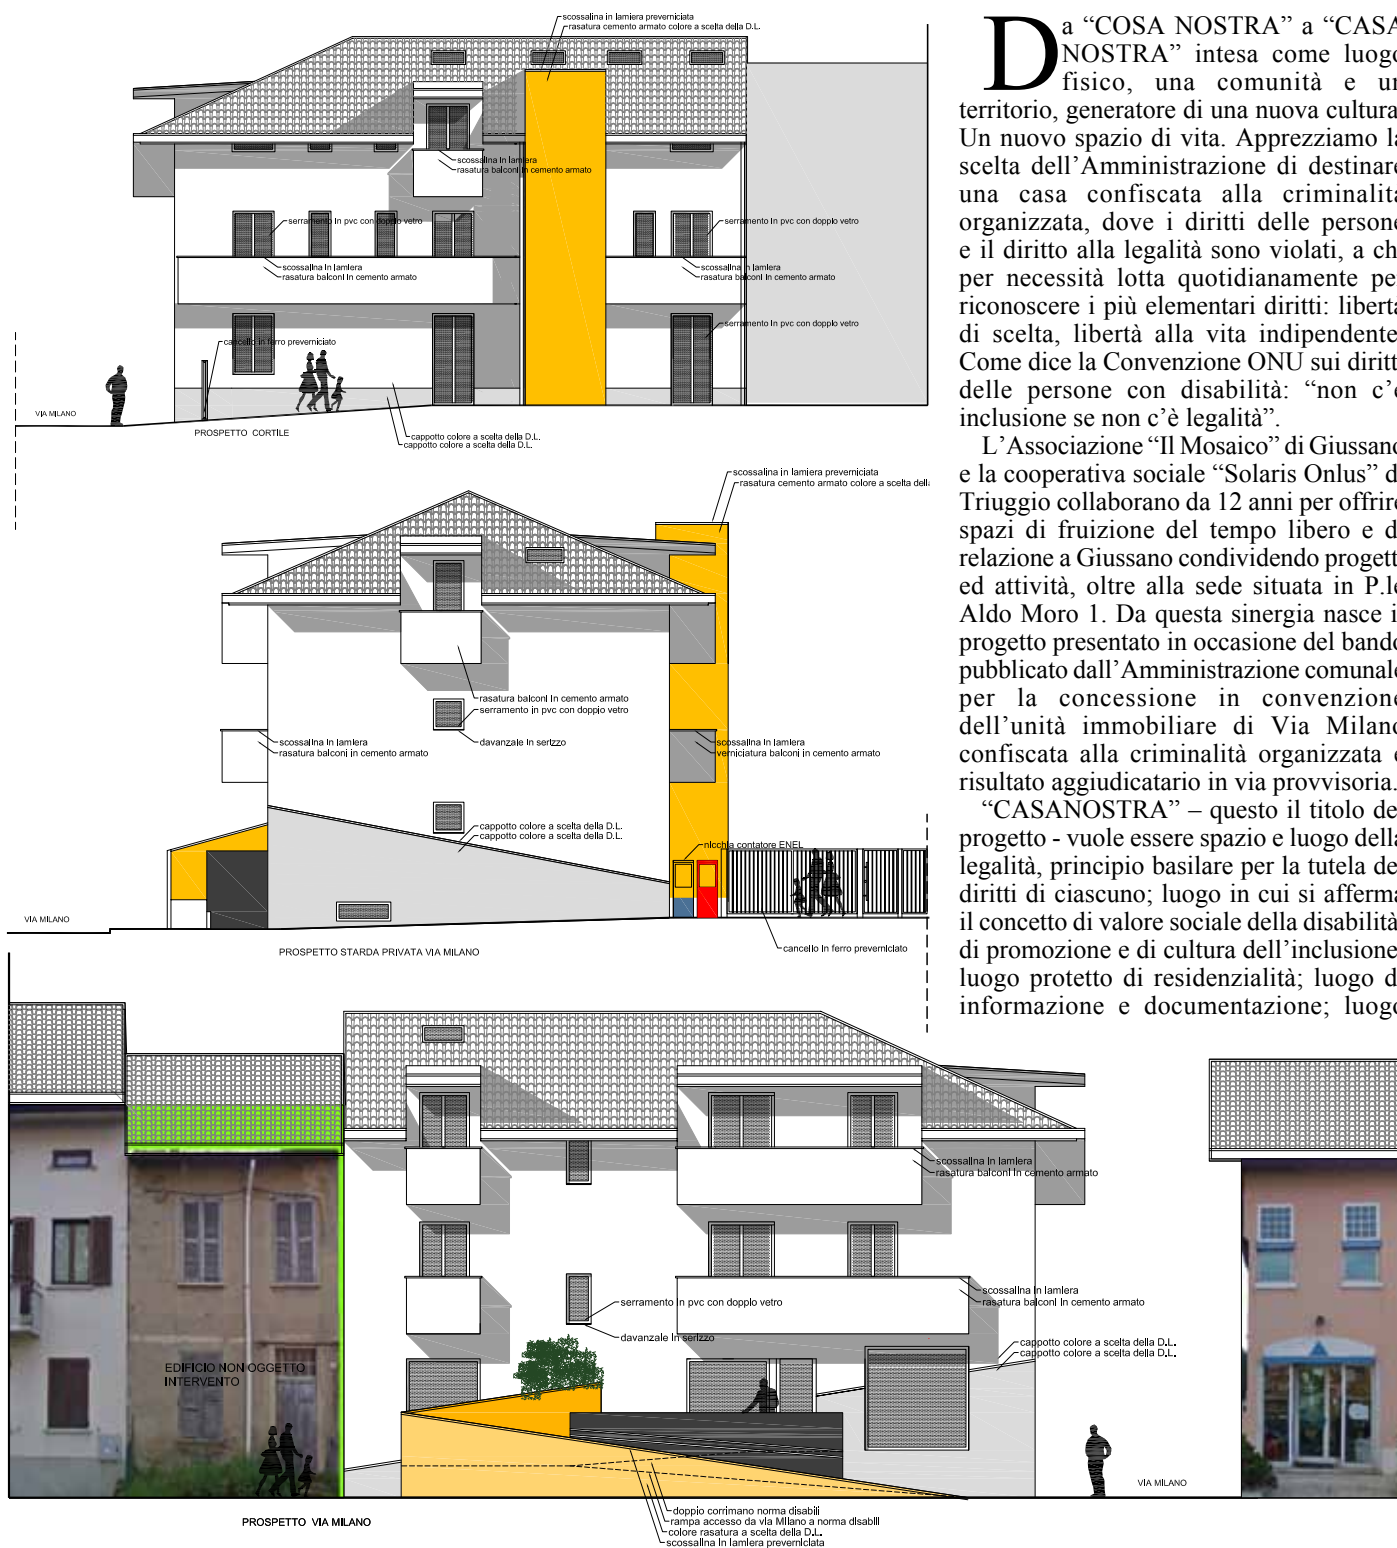 scossalina in lamiera preverniciata
rasatura cemento armato colore a scelta della D.L.
scossalina in lamiera
rasatura balconi in cemento armato
serramento in pvc con doppio vetro
serramento in pvc con doppio vetro
scossalina in lamiera
rasatura balconi in cemento armato
scossalina in lamiera
rasatura balconi in cemento armato
serramento in pvc con doppio vetro
cancello in ferro preverniciato
VIA MILANO
PROSPETTO CORTILE
cappotto colore a scelta della D.L.
cappotto colore a scelta della D.L.
scossalina in lamiera preverniciata
rasatura cemento armato colore a scelta dell
rasatura balconi in cemento armato
serramento in pvc con doppio vetro
davanzale in serizzo
scossalina in lamiera
rasatura balconi in cemento armato
scossalina in lamiera
verniciatura balconi in cemento armato
cappotto colore a scelta della D.L.
cappotto colore a scelta della D.L.
nicchia contatore ENEL
VIA MILANO
PROSPETTO STARDA PRIVATA VIA MILANO
cancello in ferro preverniciato
Da “COSA NOSTRA” a “CASA
NOSTRA” intesa come luogo
fisico, una comunità e un
territorio, generatore di una nuova cultura
Un nuovo spazio di vita. Apprezziamo la
scelta dell’Amministrazione di destinare
una casa confiscata alla criminalità
organizzata, dove i diritti delle persone
e il diritto alla legalità sono violati, a ch
per necessità lotta quotidianamente per
riconoscere i più elementari diritti: libertà
di scelta, libertà alla vita indipendente
Come dice la Convenzione ONU sui diritt
delle persone con disabilità: “non c’è
inclusione se non c’è legalità”.
L’Associazione “Il Mosaico” di Giussano
e la cooperativa sociale “Solaris Onlus” d
Triuggio collaborano da 12 anni per offrire
spazi di fruizione del tempo libero e d
relazione a Giussano condividendo progett
ed attività, oltre alla sede situata in P.le
Aldo Moro 1. Da questa sinergia nasce i
progetto presentato in occasione del bando
pubblicato dall’Amministrazione comunale
per la concessione in convenzione
dell’unità immobiliare di Via Milano
confiscata alla criminalità organizzata e
risultato aggiudicatario in via provvisoria.
“CASANOSTRA” – questo il titolo de
progetto - vuole essere spazio e luogo della
legalità, principio basilare per la tutela de
diritti di ciascuno; luogo in cui si afferma
il concetto di valore sociale della disabilità
di promozione e di cultura dell’inclusione
luogo protetto di residenzialità; luogo d
informazione e documentazione; luogo
scossalina in lamiera
rasatura balconi in cemento armato
scossalina in lamiera
rasatura balconi in cemento armato
serramento in pvc con doppio vetro
davanzale in serizzo
cappotto colore a scelta della D.L.
cappotto colore a scelta della D.L.
EDIFICIO NON OGGETTO
INTERVENTO
VIA MILANO
PROSPETTO VIA MILANO
doppio corrimano norma disabili
rampa accesso da via Milano a norma disabili
colore rasatura a scelta della D.L.
scossalina in lamiera preverniciata